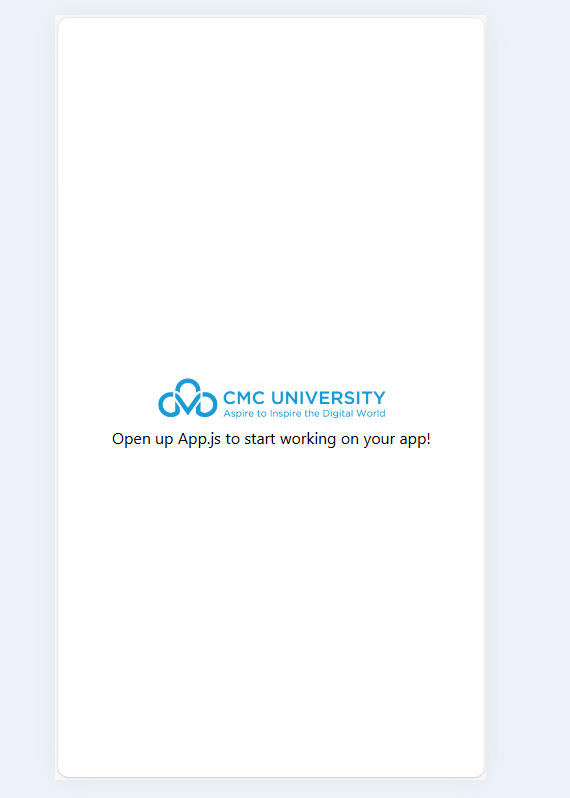 CMC UNIVERSITY
Aspire to Inspire the Digital World
Open up App.js to start working on your app!